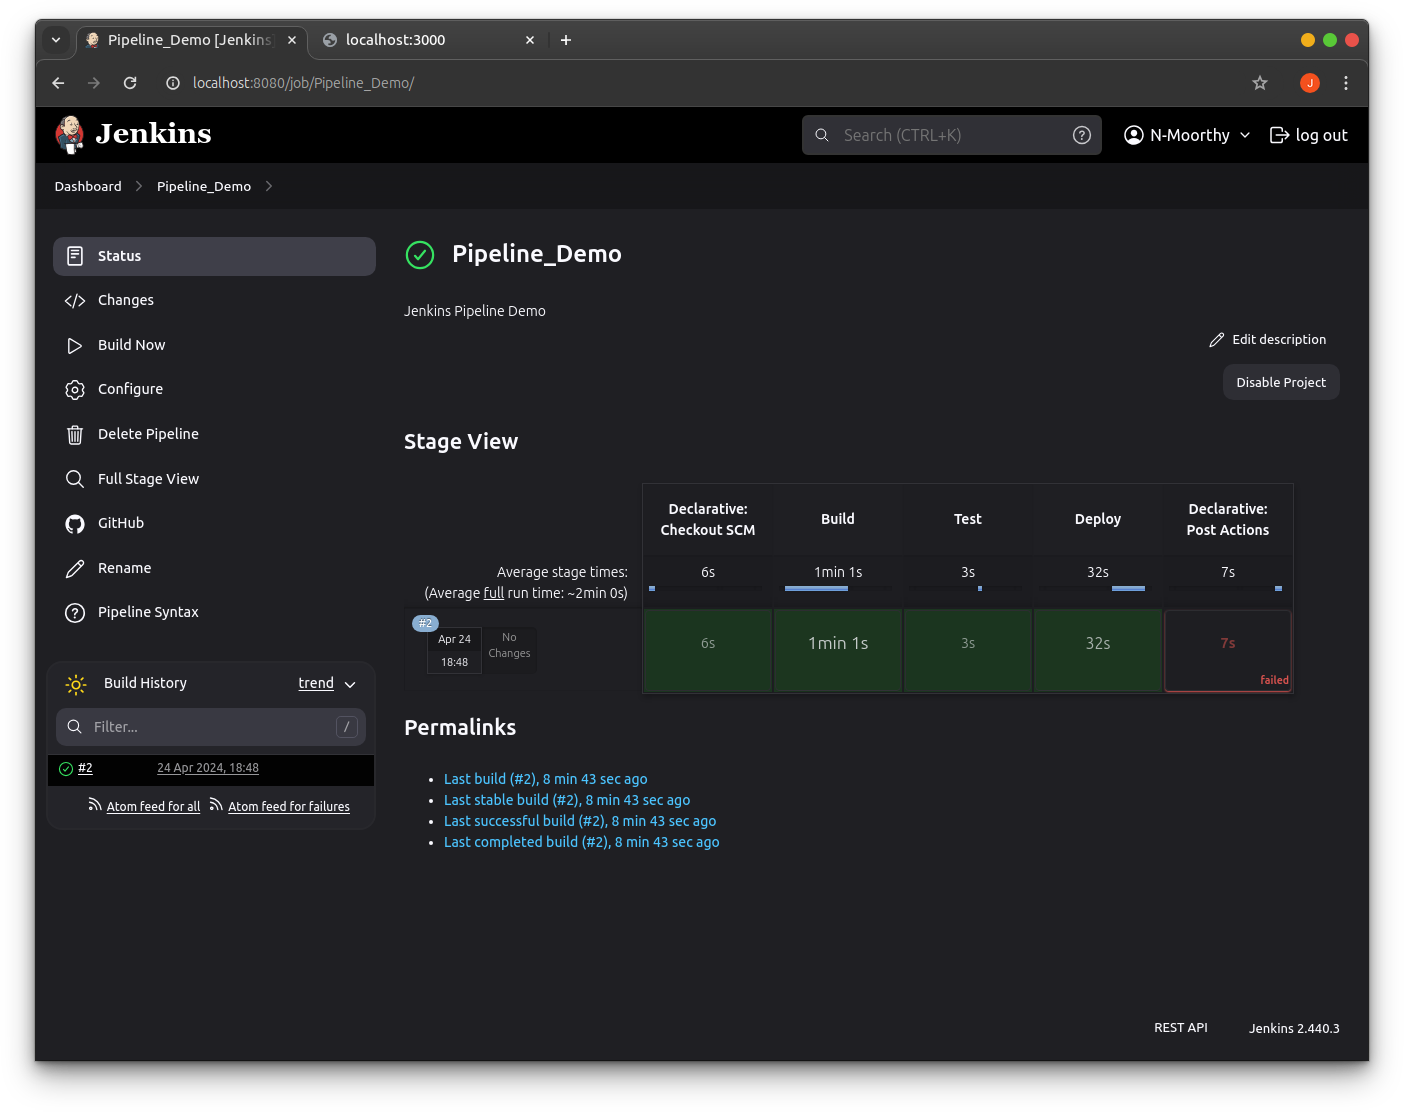 Pipeline_Demo [Jenkins]
localhost:3000
localhost:8080/job/Pipeline_Demo/
J
Jenkins
Search (CTRL+K)
N-Moorthy
log out
Dashboard
Pipeline_Demo
Status
Changes
Build Now
Configure
Delete Pipeline
Full Stage View
GitHub
Rename
Pipeline Syntax
Build History
trend
Filter...
/
#2
24 Apr 2024, 18:48
Atom feed for all
Atom feed for failures
Pipeline_Demo
Jenkins Pipeline Demo
Edit description
Disable Project
Stage View
Declarative:
Checkout SCM
Build
Test
Deploy
Declarative:
Post Actions
Average stage times:
(Average full run time: ~2min 0s)
6s
1min 1s
3s
32s
7s
#2
Apr 24
18:48
No
Changes
6s
1min 1s
3s
32s
7s
failed
Permalinks
Last build (#2), 8 min 43 sec ago
Last stable build (#2), 8 min 43 sec ago
Last successful build (#2), 8 min 43 sec ago
Last completed build (#2), 8 min 43 sec ago
REST API
Jenkins 2.440.3